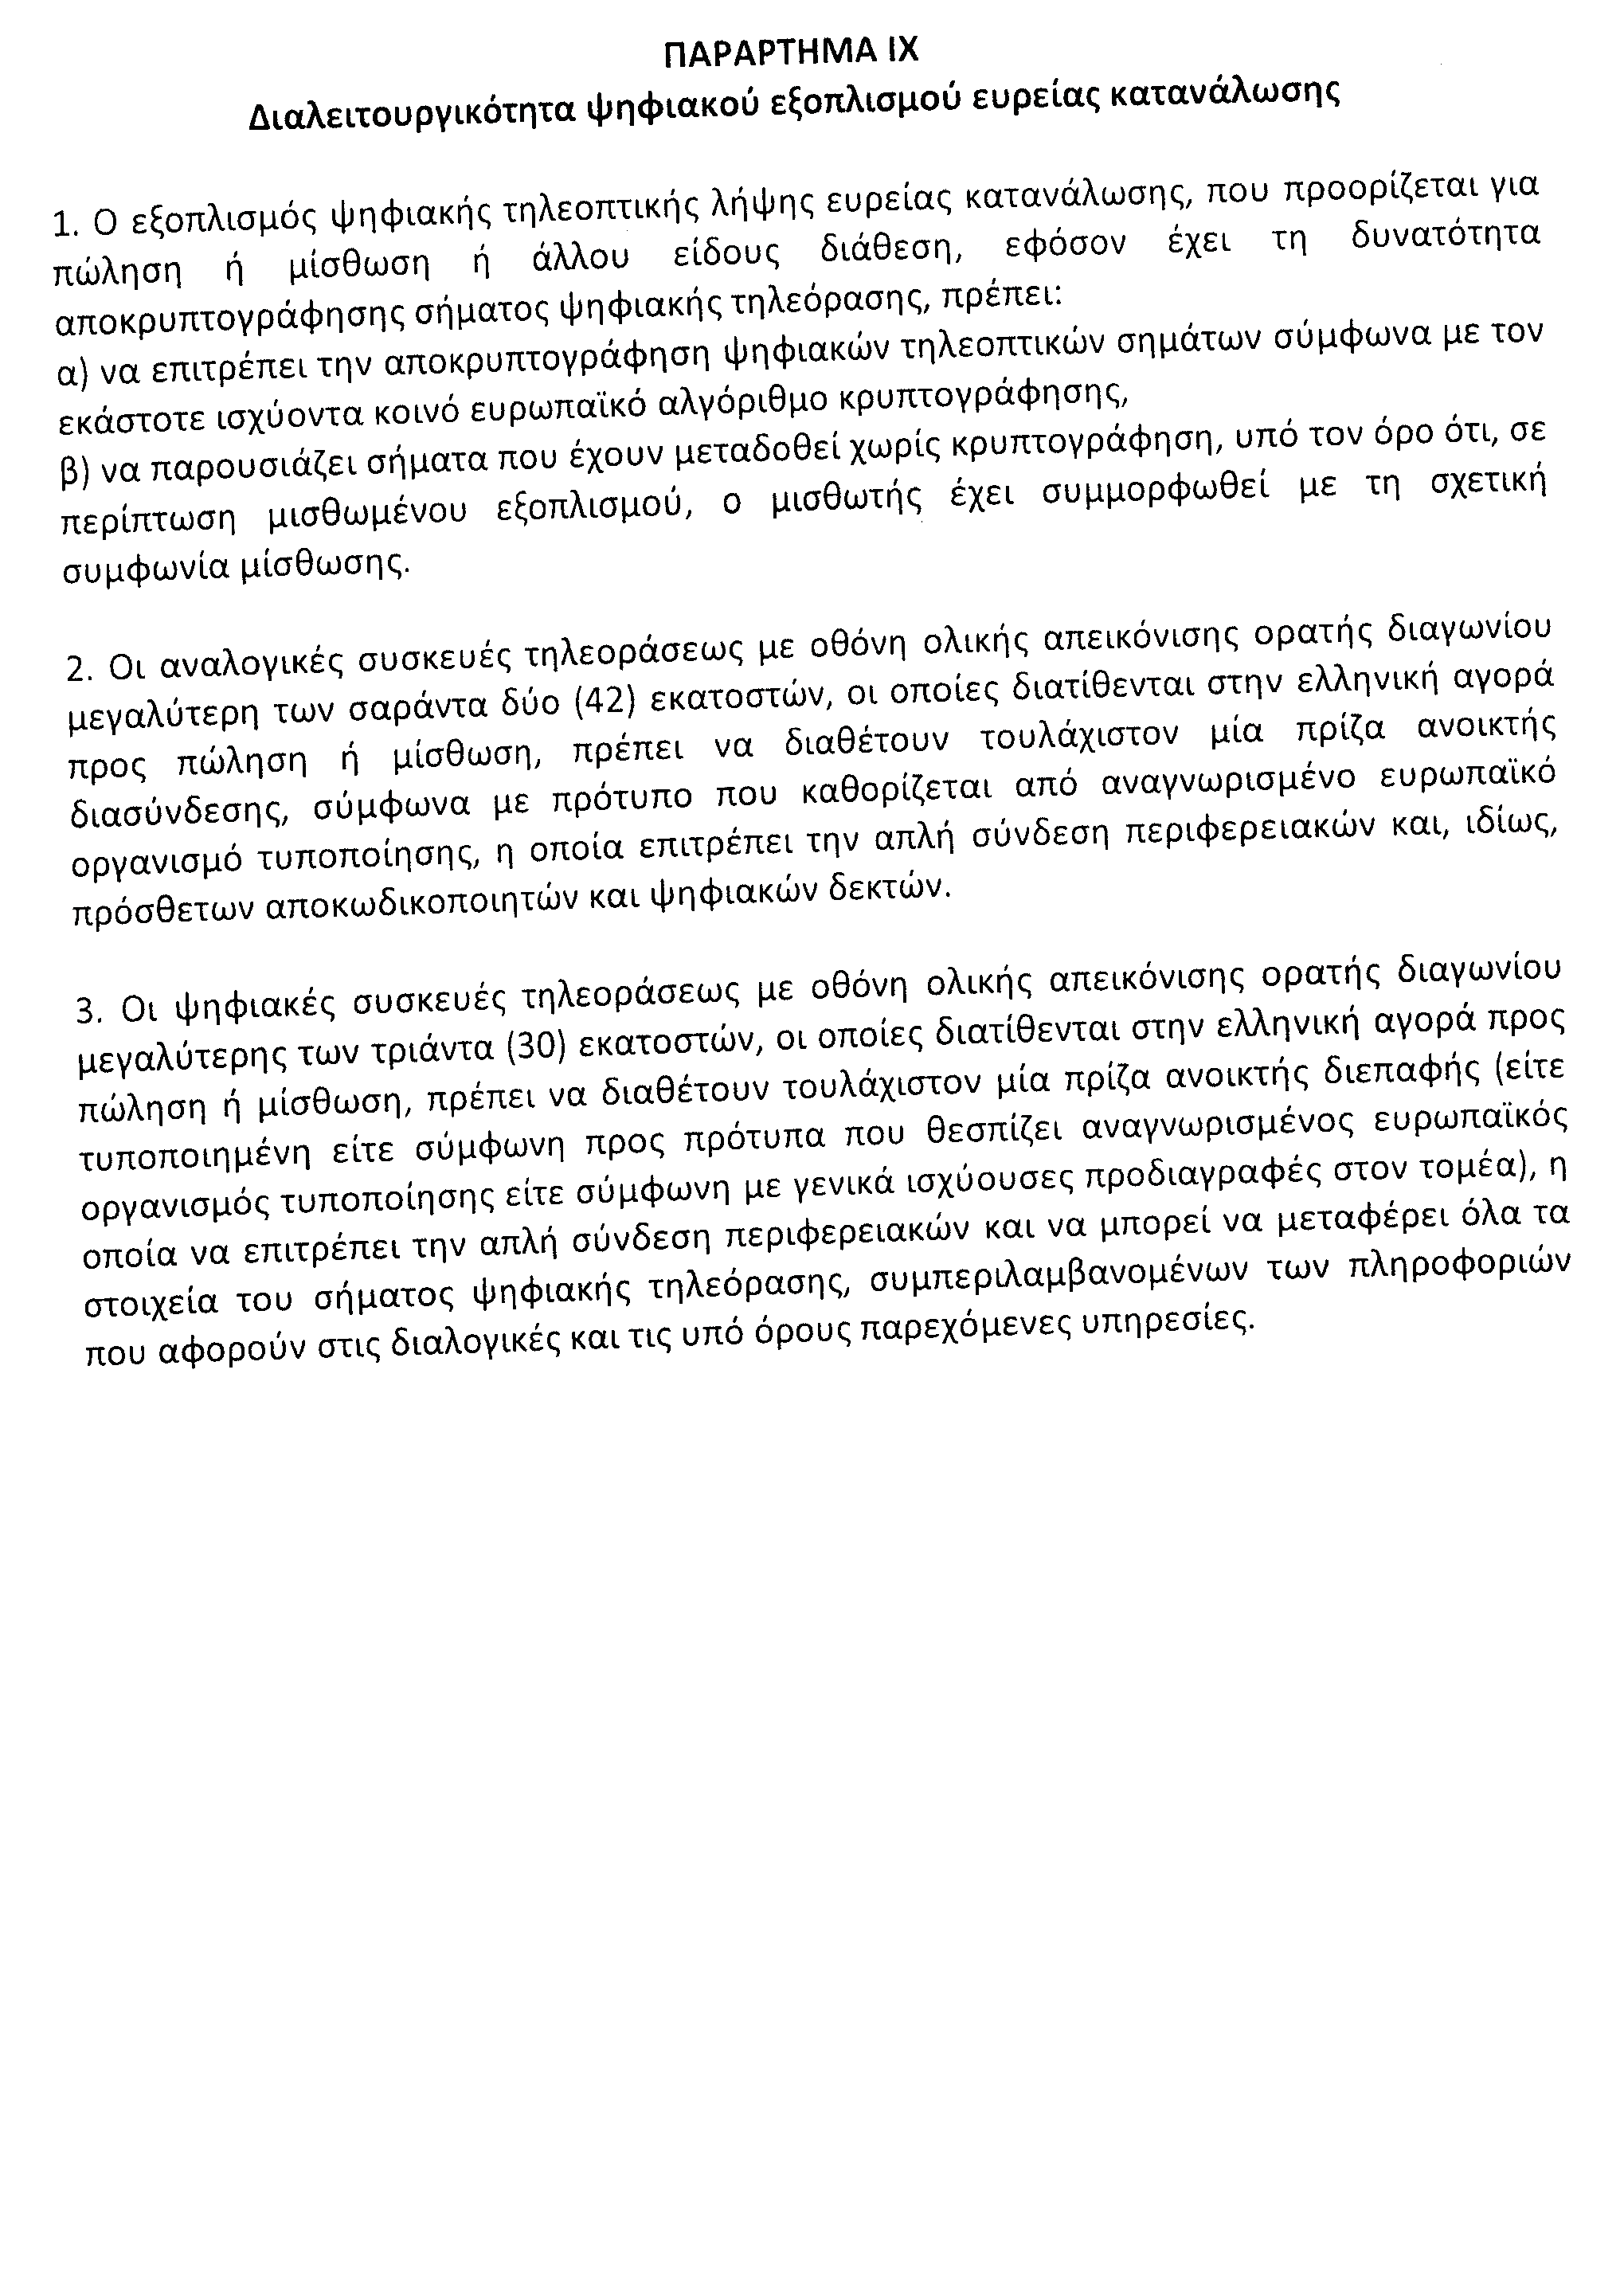 ΠΑΡΑΡΤΗΜΑ ΙΧ
Διαλειτουργικότητα ψηφιακού εξοπλισμού ευρείας κατανάλωσης
1. Ο εξοπλισμός ψηφιακής τηλεοπτικής λήψης ευρείας κατανάλωσης, που προορίζεται για
πώληση ή μίσθωση ή άλλου είδους διάθεση, εφόσον έχει τη δυνατότητα
αποκρυπτογράφησης σήματος ψηφιακής τηλεόρασης, πρέπει:
α) να επιτρέπει την αποκρυπτογράφηση ψηφιακών τηλεοπτικών σημάτων σύμφωνα με τον
εκάστοτε ισχύοντα κοινό ευρωπαϊκό αλγόριθμο κρυπτογράφησης,
β) να παρουσιάζει σήματα που έχουν μεταδοθεί χωρίς κρυπτογράφηση, υπό τον όρο ότι, σε
περίπτωση μισθωμένου εξοπλισμού, ο μισθωτής έχει συμμορφωθεί με τη σχετική
συμφωνία μίσθωσης.
2. Οι αναλογικές συσκευές τηλεοράσεως με οθόνη ολικής απεικόνισης ορατής διαγωνίου
μεγαλύτερη των σαράντα δύο (42) εκατοστών, οι οποίες διατίθενται στην ελληνική αγορά
προς πώληση ή μίσθωση, πρέπει να διαθέτουν τουλάχιστον μία πρίζα ανοικτής
διασύνδεσης, σύμφωνα με πρότυπο που καθορίζεται από αναγνωρισμένο ευρωπαϊκό
οργανισμό τυποποίησης, η οποία επιτρέπει την απλή σύνδεση περιφερειακών και, ιδίως,
πρόσθετων αποκωδικοποιητών και ψηφιακών δεκτών.
3. Οι ψηφιακές συσκευές τηλεοράσεως με οθόνη ολικής απεικόνισης ορατής διαγωνίου
μεγαλύτερης των τριάντα (30) εκατοστών, οι οποίες διατίθενται στην ελληνική αγορά προς
πώληση ή μίσθωση, πρέπει να διαθέτουν τουλάχιστον μία πρίζα ανοικτής διεπαφής (είτε
τυποποιημένη είτε σύμφωνη προς πρότυπα που θεσπίζει αναγνωρισμένος ευρωπαϊκός
οργανισμός τυποποίησης είτε σύμφωνη με γενικά ισχύουσες προδιαγραφές στον τομέα), η
οποία να επιτρέπει την απλή σύνδεση περιφερειακών και να μπορεί να μεταφέρει όλα τα
στοιχεία του σήματος ψηφιακής τηλεόρασης, συμπεριλαμβανομένων των πληροφοριών
που αφορούν στις διαλογικές και τις υπό όρους παρεχόμενες υπηρεσίες.